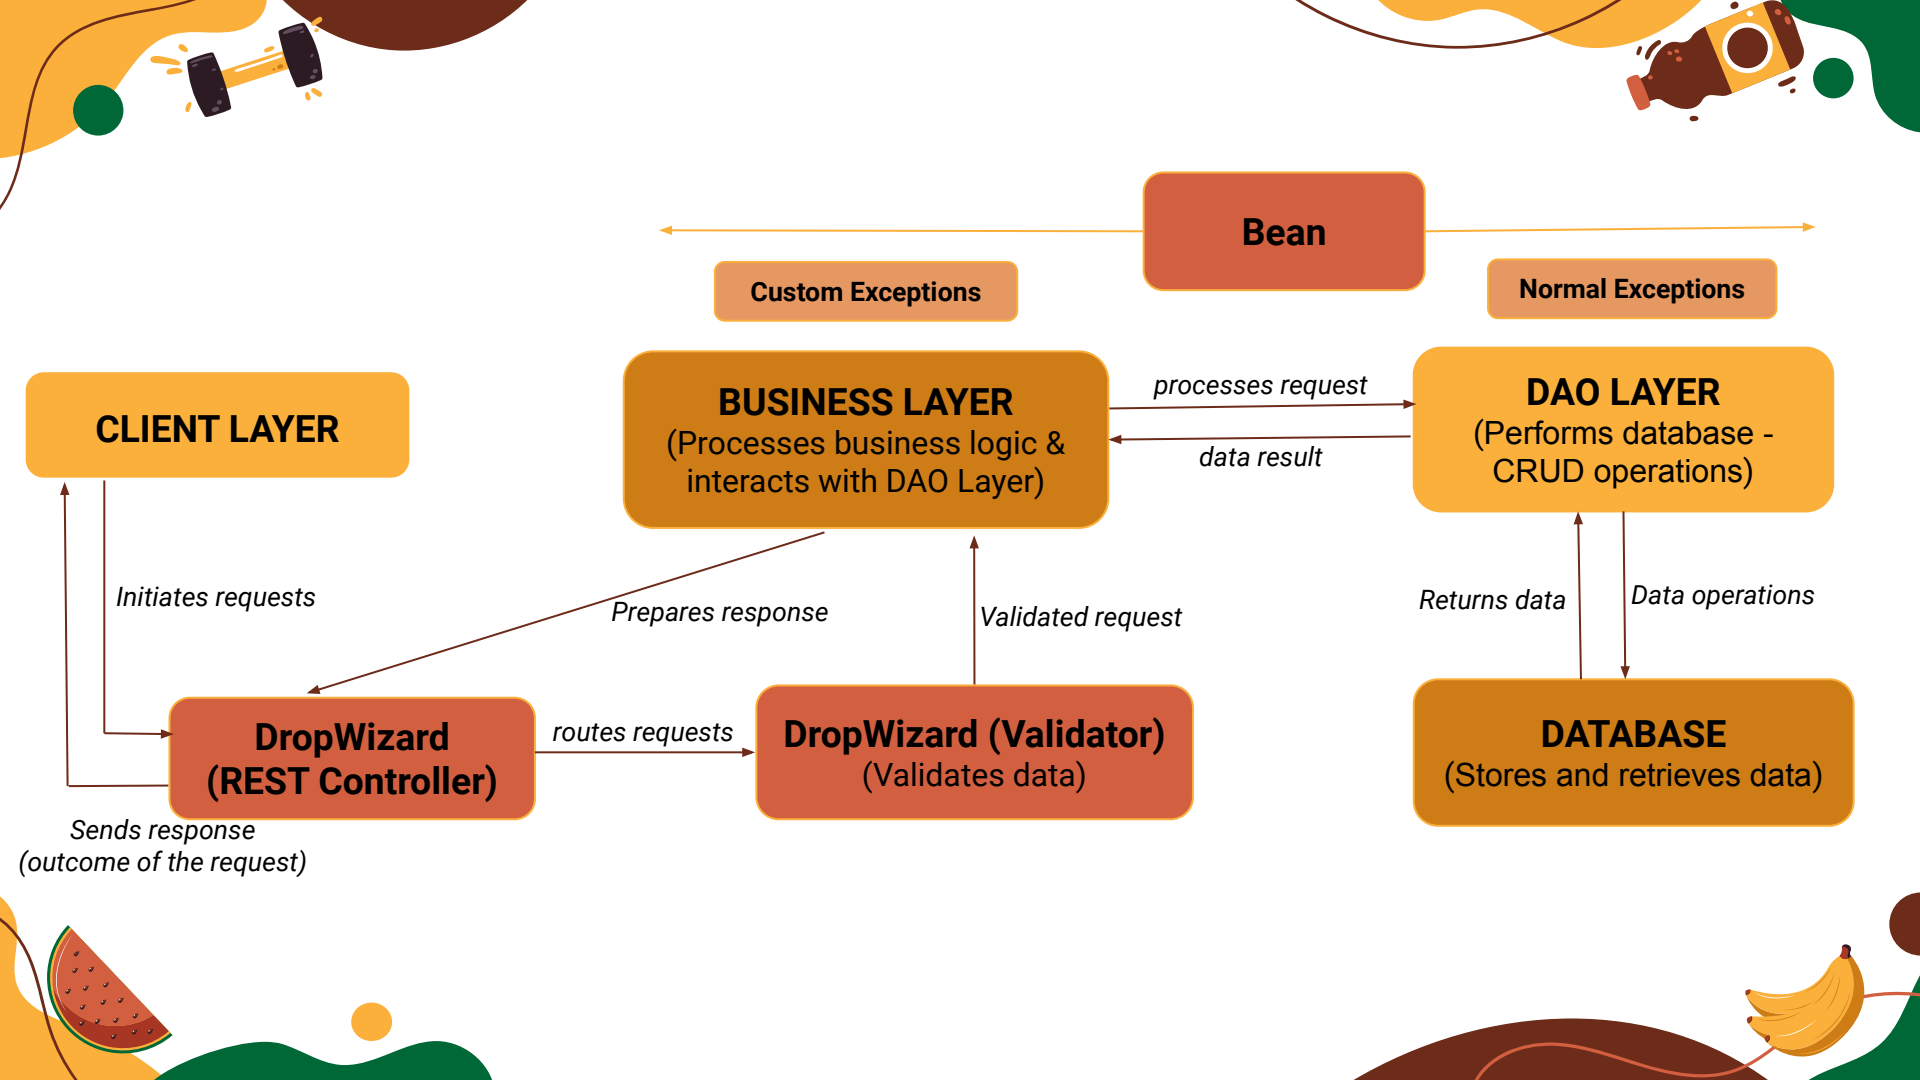 Bean
Custom Exceptions
Normal Exceptions
CLIENT LAYER
BUSINESS LAYER
(Processes business logic &
interacts with DAO Layer)
processes request
data result
DAO LAYER
(Performs database -
CRUD operations)
Initiates requests
Prepares response
Validated request
Returns data
Data operations
DropWizard
(REST Controller)
routes requests
DropWizard (Validator)
(Validates data)
DATABASE
(Stores and retrieves data)
Sends response
(outcome of the request)